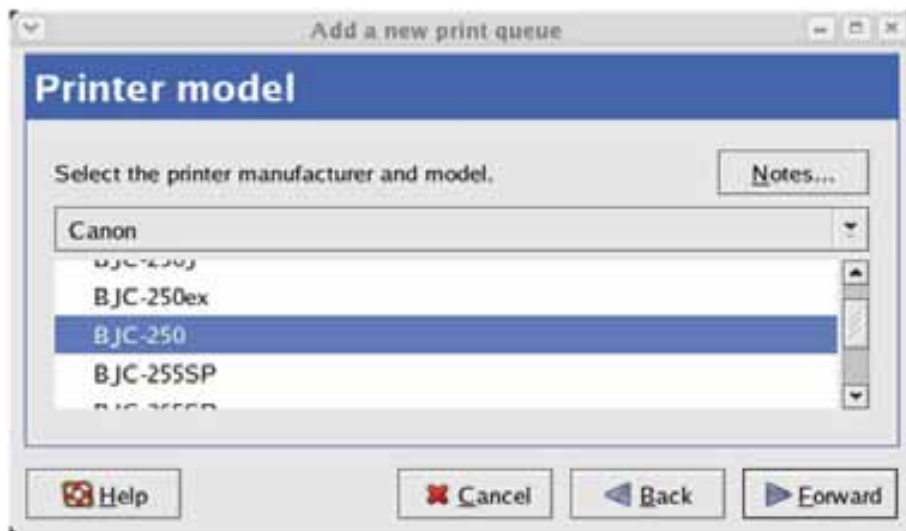 Add a new print queue
Printer model
Select the printer manufacturer and model.
Notes...
Canon
BJC-250ex
BJC-250
BJC-255SP
Help
Cancel
Back
Forward